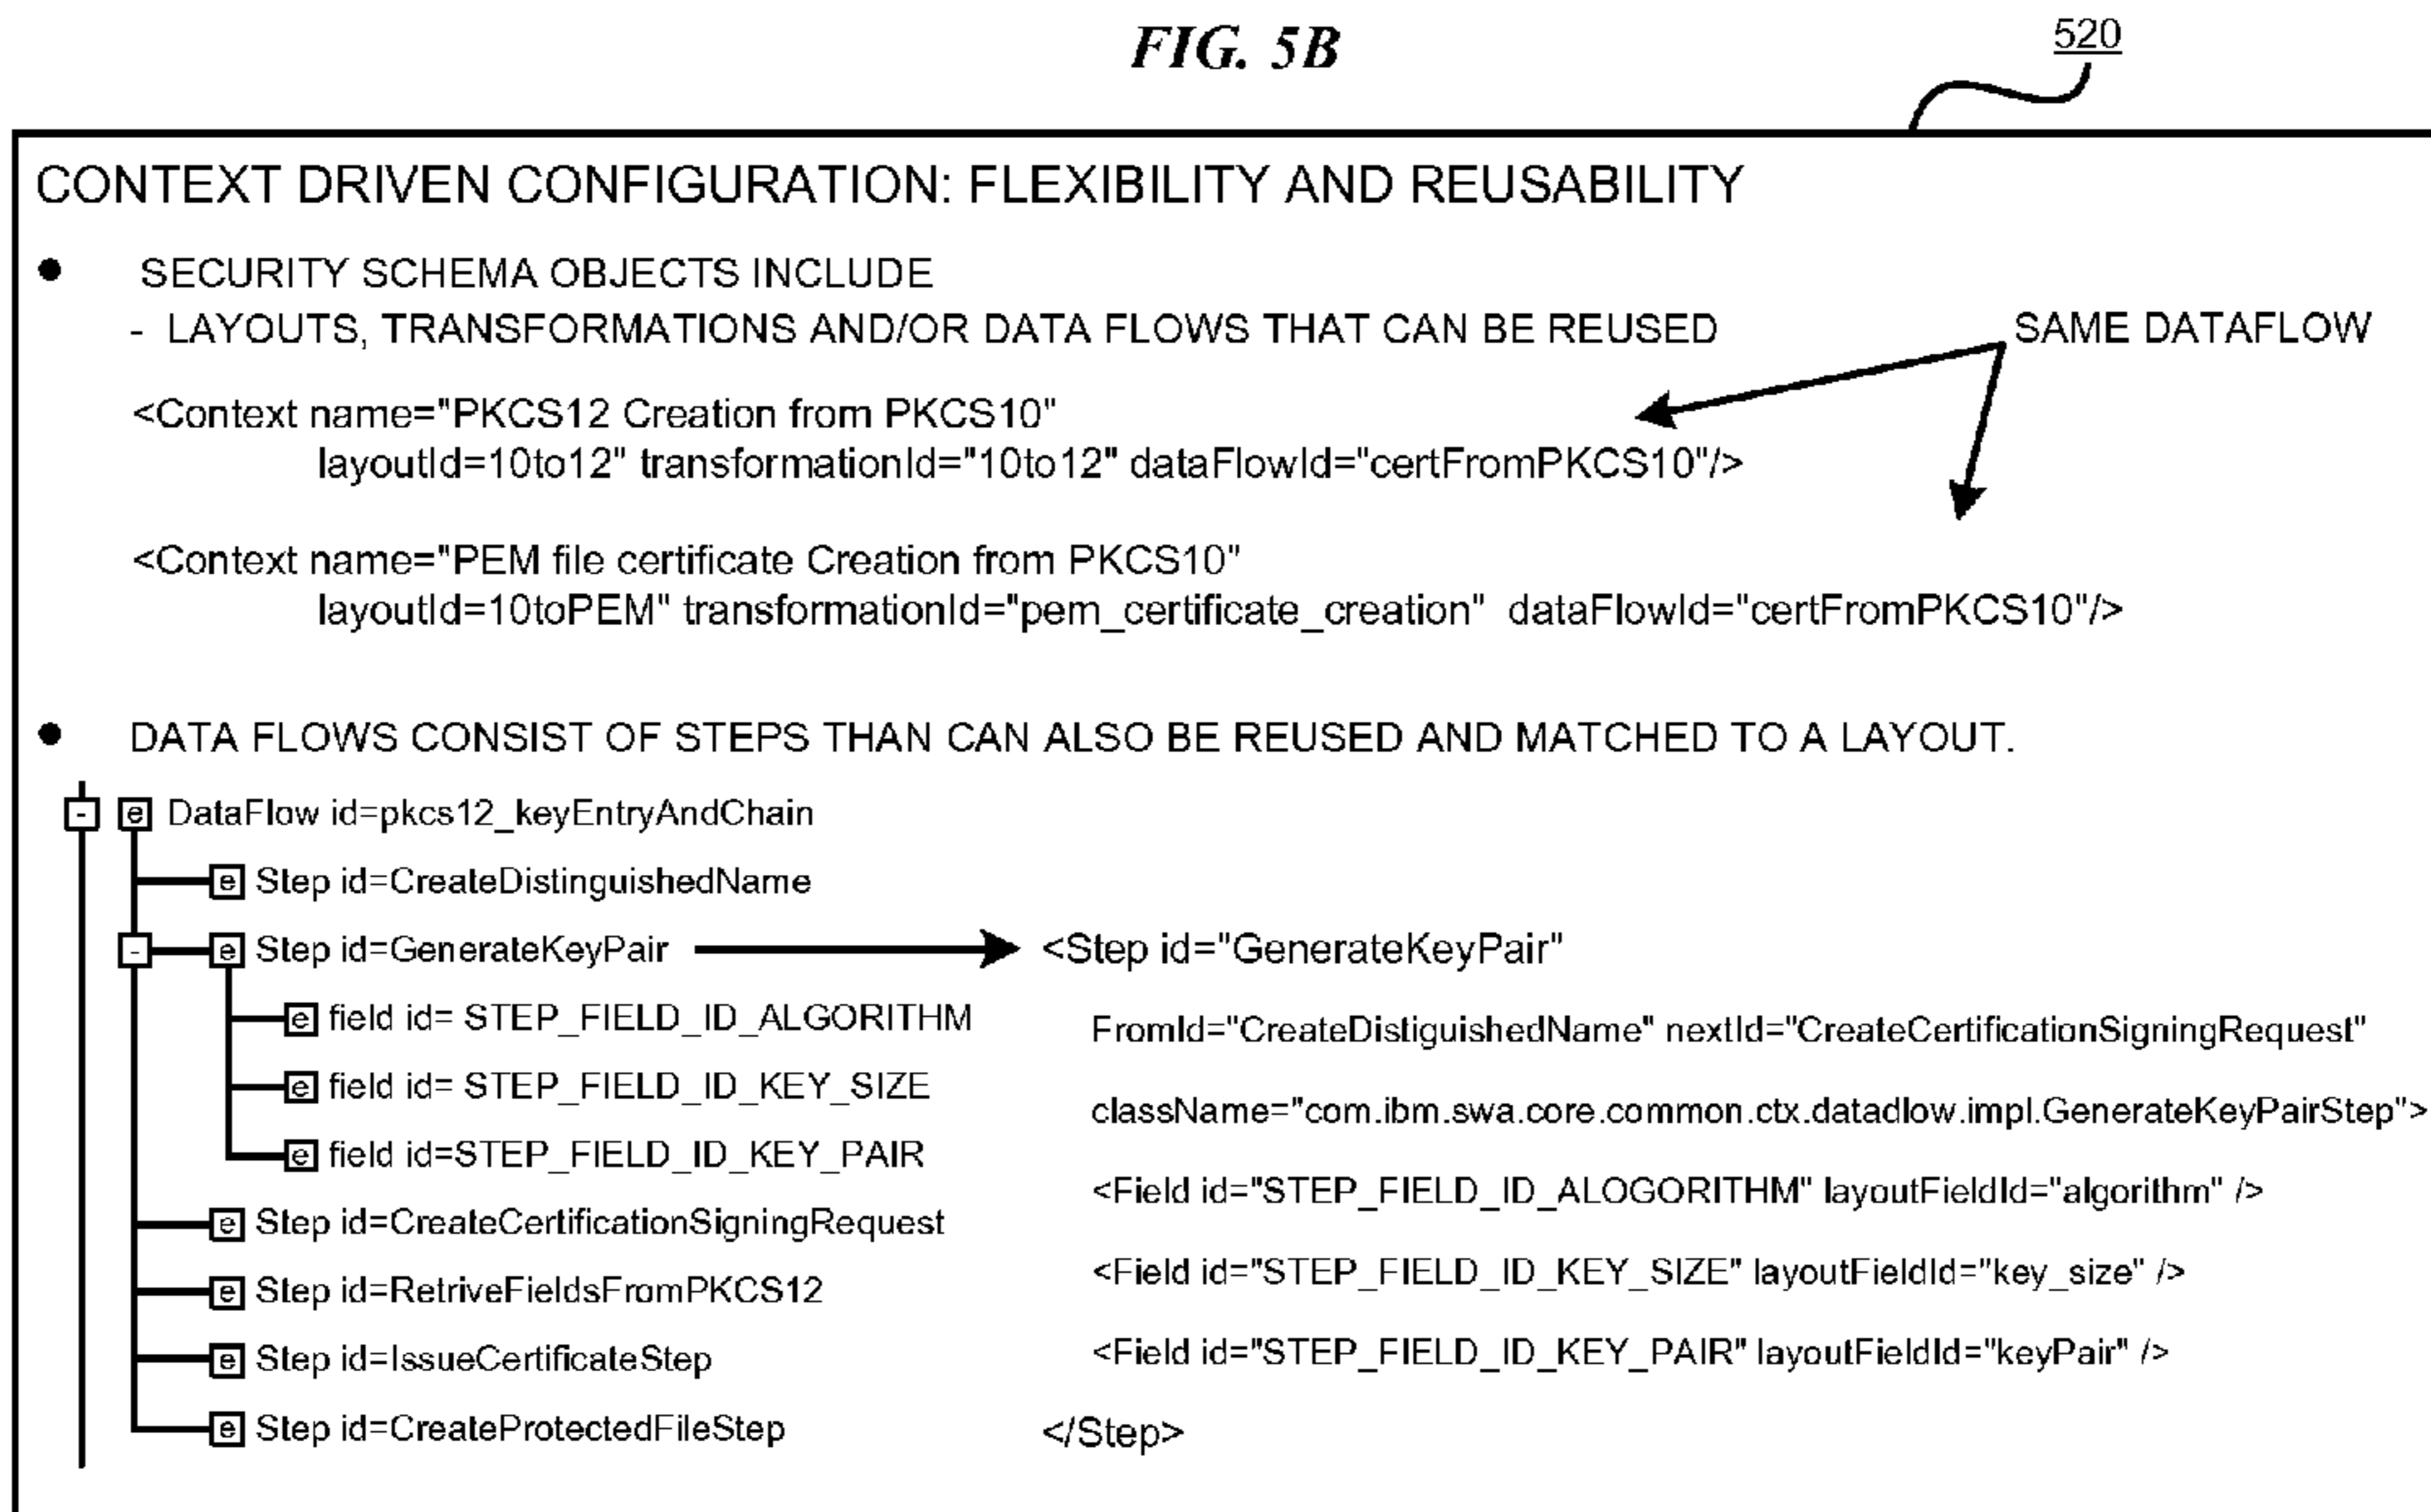 FIG. 5B
520
CONTEXT DRIVEN CONFIGURATION: FLEXIBILITY AND REUSABILITY
● SECURITY SCHEMA OBJECTS INCLUDE
- LAYOUTS, TRANSFORMATIONS AND/OR DATA FLOWS THAT CAN BE REUSED
SAME DATAFLOW
<Context name="PKCS12 Creation from PKCS10"
layoutId=10to12" transformationId="10to12" dataFlowId="certFromPKCS10"/>
<Context name="PEM file certificate Creation from PKCS10"
layoutId=10toPEM" transformationId="pem_certificate_creation" dataFlowId="certFromPKCS10"/>
● DATA FLOWS CONSIST OF STEPS THAN CAN ALSO BE REUSED AND MATCHED TO A LAYOUT.
- e DataFlow id=pkcs12_keyEntryAndChain
e Step id=CreateDistinguishedName
- e Step id=GenerateKeyPair
e field id= STEP_FIELD_ID_ALGORITHM
e field id= STEP_FIELD_ID_KEY_SIZE
e field id=STEP_FIELD_ID_KEY_PAIR
e Step id=CreateCertificationSigningRequest
e Step id=RetriveFieldsFromPKCS12
e Step id=IssueCertificateStep
e Step id=CreateProtectedFileStep
<Step id="GenerateKeyPair"
FromId="CreateDistiguishedName" nextId="CreateCertificationSigningRequest"
className="com.ibm.swa.core.common.ctx.datadlow.impl.GenerateKeyPairStep">
<Field id="STEP_FIELD_ID_ALOGORITHM" layoutFieldId="algorithm" />
<Field id="STEP_FIELD_ID_KEY_SIZE" layoutFieldId="key_size" />
<Field id="STEP_FIELD_ID_KEY_PAIR" layoutFieldId="keyPair" />
</Step>